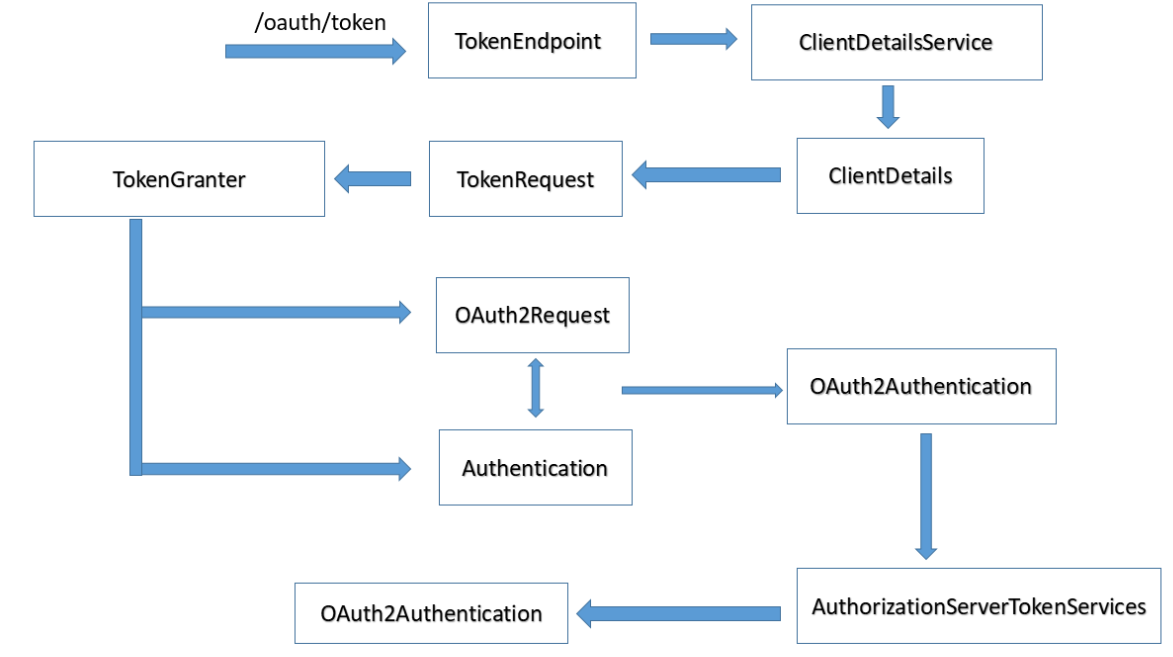 /oauth/token
TokenEndpoint
ClientDetailsService
TokenGranter
TokenRequest
ClientDetails
OAuth2Request
OAuth2Authentication
Authentication
OAuth2Authentication
AuthorizationServerTokenServices